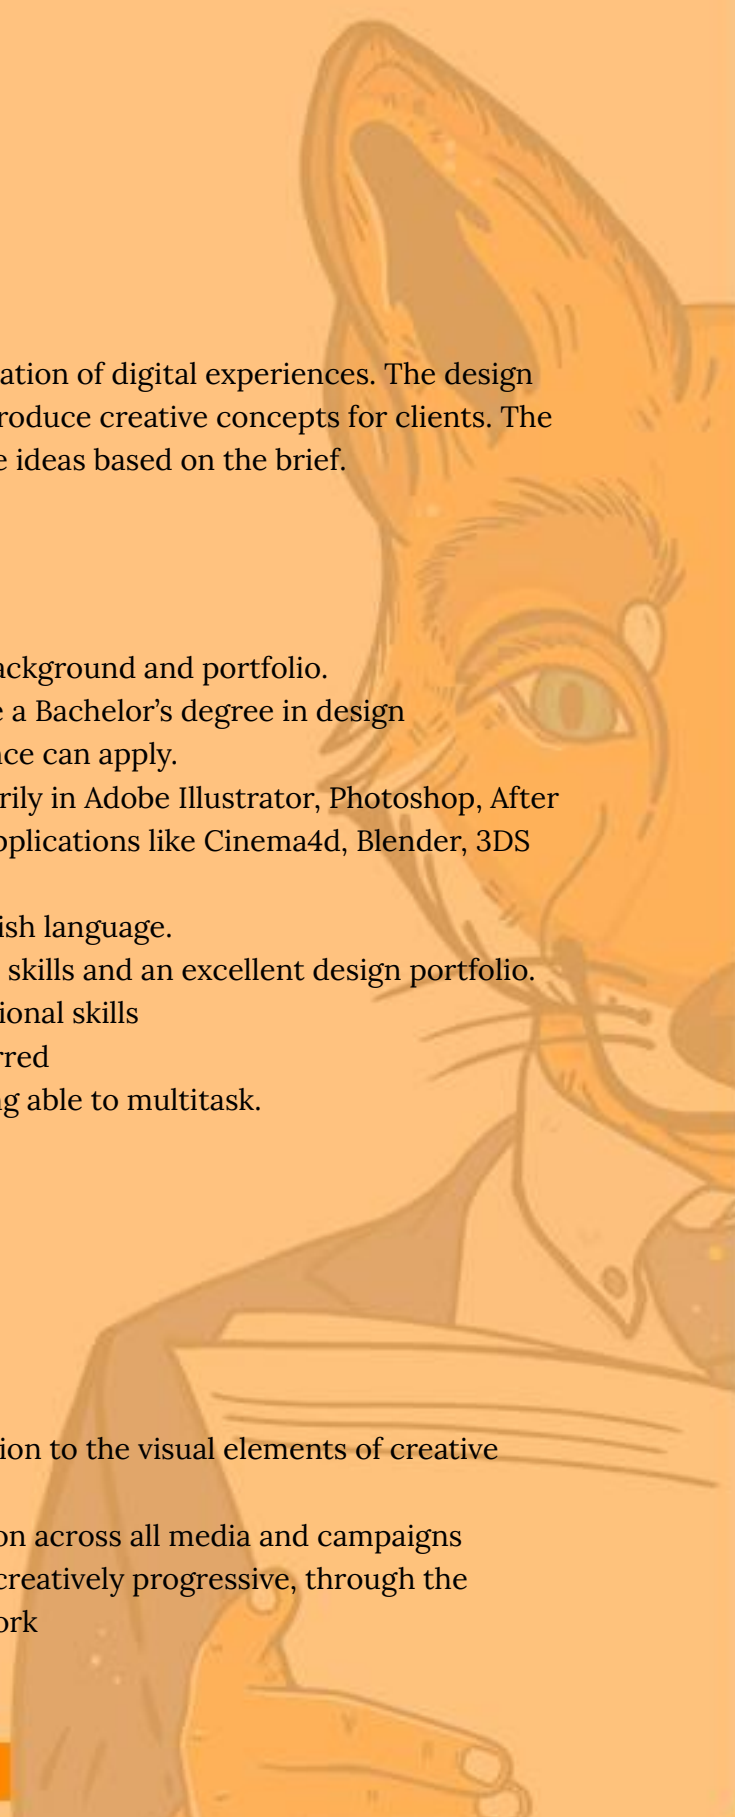 ation of digital experiences. The design
roduce creative concepts for clients. The
e ideas based on the brief.
ackground and portfolio.
e a Bachelor’s degree in design
nce can apply.
rily in Adobe Illustrator, Photoshop, After
pplications like Cinema4d, Blender, 3DS
ish language.
skills and an excellent design portfolio.
ional skills
rred
ng able to multitask.
ion to the visual elements of creative
on across all media and campaigns
creatively progressive, through the
ork